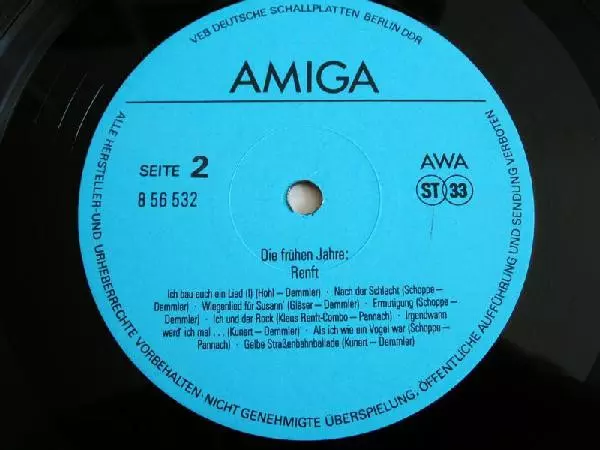 VEB DEUTSCHE SCHALLPLATTEN BERLIN DDR
AMIGA
SEITE 2
8 56 532
AWA
ST 33
Die frühen Jahre:
Renft
Ich bau euch ein Lied (I) (Hohl – Demmler) · Nach der Schlacht (Schoppe –
Demmler) · Wiegenlied für Susann' (Gläser – Demmler) · Ermutigung (Schoppe –
Demmler) · Ich und der Rock (Klaus Renft-Combo – Pannach) · Irgendwann
werd' ich mal . . . (Kunert – Demmler) · Als ich wie ein Vogel war (Schoppe –
Pannach) · Gelbe Straßenbahnballade (Kunert – Demmler)
ALLE HERSTELLER- UND URHEBERRECHTE VORBEHALTEN · NICHT GENEHMIGTE ÜBERSPIELUNG, ÖFFENTLICHE AUFFÜHRUNG UND SENDUNG VERBOTEN